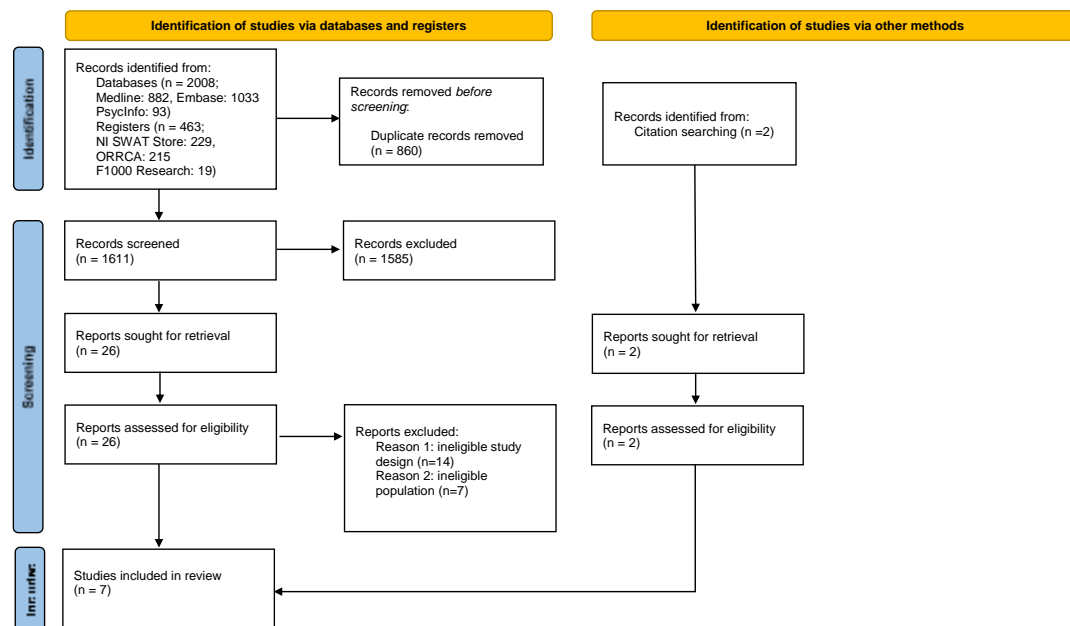 Identification of studies via databases and registers
Identification of studies via other methods
Identification
Records identified from:
Databases (n = 2008;
Medline: 882, Embase: 1033
PsycInfo: 93)
Registers (n = 463;
NI SWAT Store: 229,
ORRCA: 215
F1000 Research: 19)
Records removed before
screening:
Duplicate records removed
(n = 860)
Records identified from:
Citation searching (n =2)
Screening
Records screened
(n = 1611)
Records excluded
(n = 1585)
Reports sought for retrieval
(n = 26)
Reports sought for retrieval
(n = 2)
Reports assessed for eligibility
(n = 26)
Reports excluded:
Reason 1: ineligible study
design (n=14)
Reason 2: ineligible
population (n=7)
Reports assessed for eligibility
(n = 2)
Studies included in review
(n = 7)